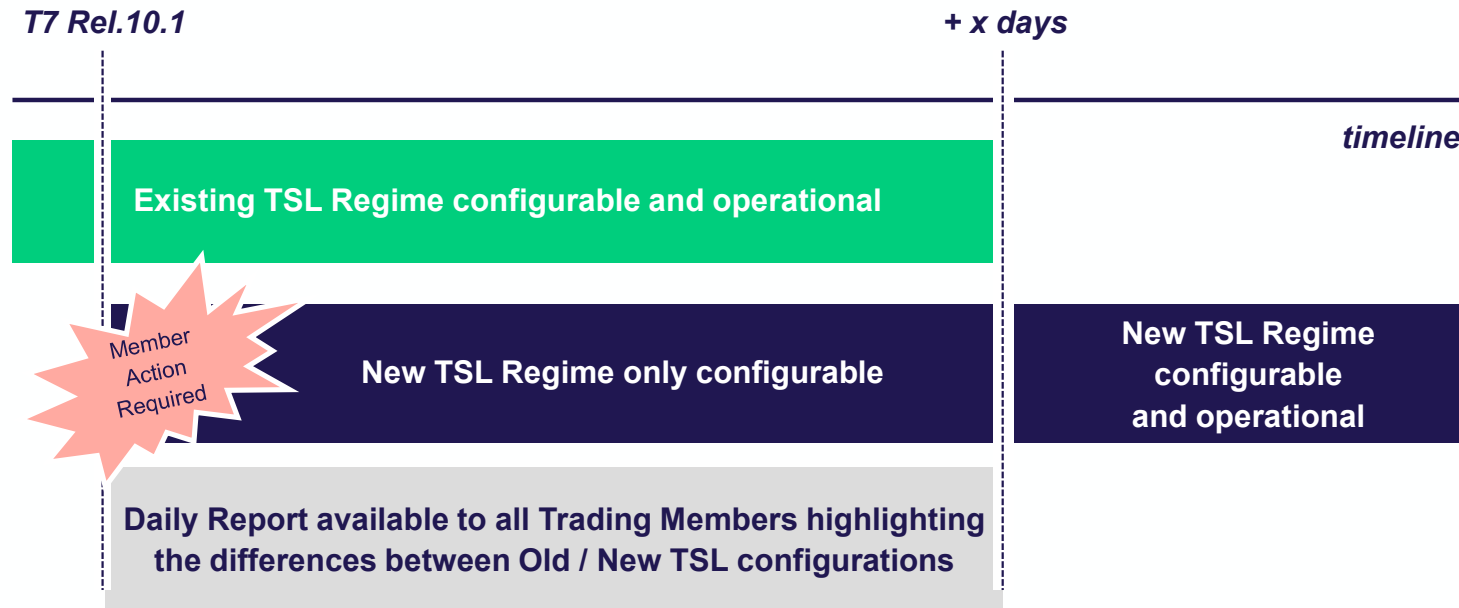 T7 Rel.10.1
+ x days
timeline
Existing TSL Regime configurable and operational
Member
Action
Required
New TSL Regime only configurable
New TSL Regime
configurable
and operational
Daily Report available to all Trading Members highlighting
the differences between Old / New TSL configurations